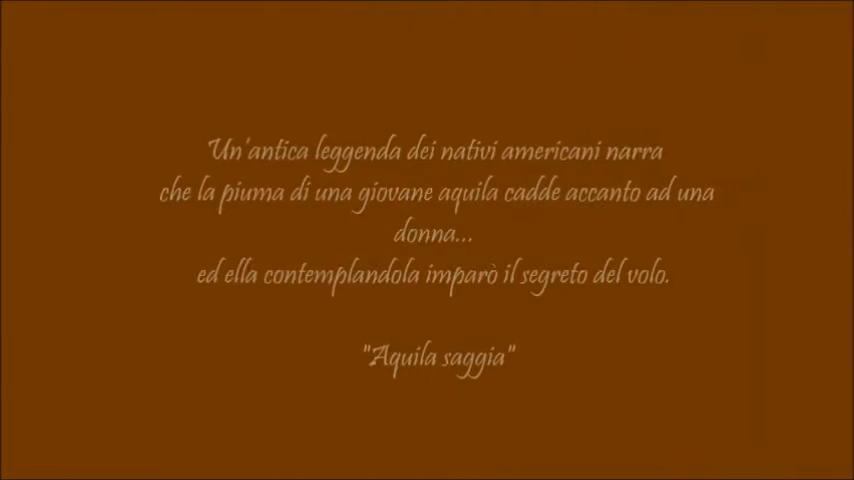 Un'antica leggenda dei nativi americani narra
che la piuma di una giovane aquila cadde accanto ad una
donna...
ed ella contemplandola imparò il segreto del volo.
"Aquila saggia"